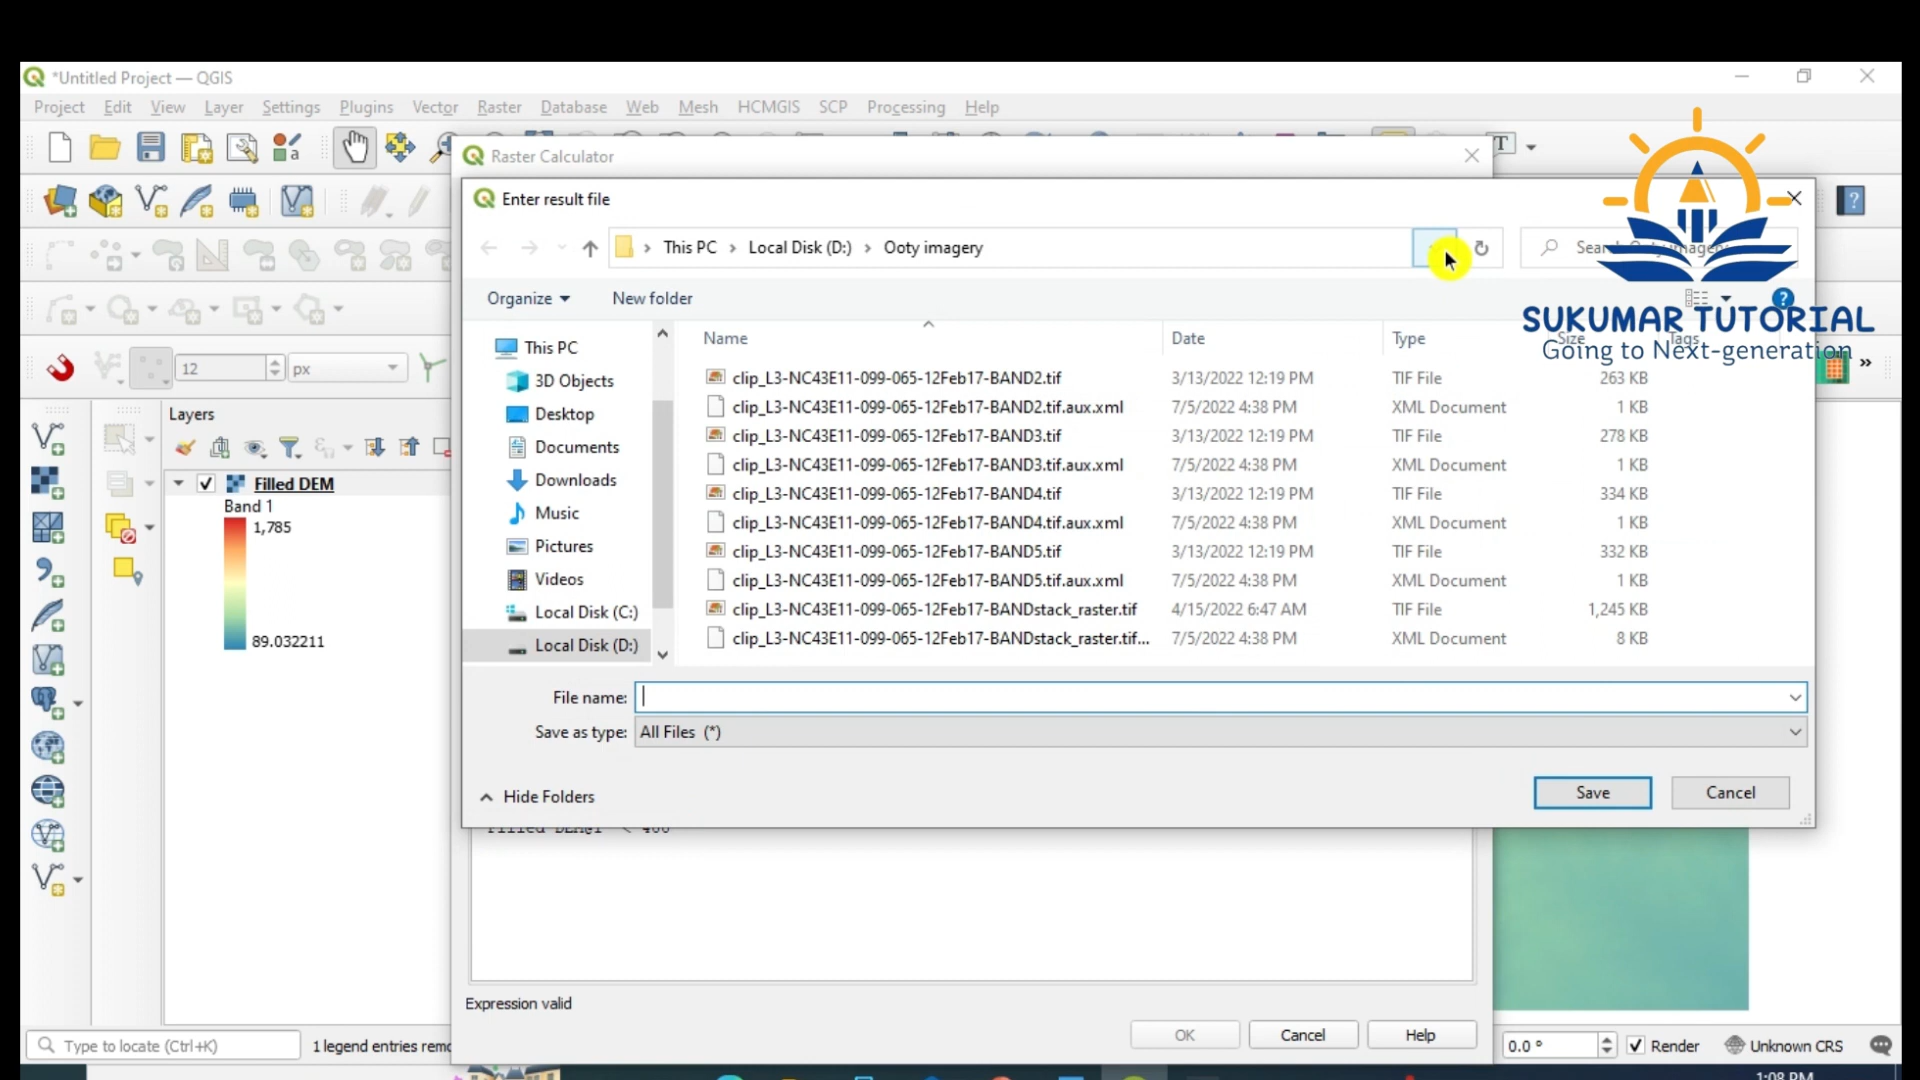 *Untitled Project — QGIS
Project Edit View Layer Settings Plugins Vector Raster Database Web Mesh HCMGIS SCP Processing Help
Raster Calculator
Enter result file
This PC > Local Disk (D:) > Ooty imagery
Organize New folder
SUKUMAR TUTORIAL
Going to Next-generation
12 px
Name Date Type Size Tags
This PC
3D Objects
Desktop
Documents
Downloads
Music
Pictures
Videos
Local Disk (C:)
Local Disk (D:)
clip_L3-NC43E11-099-065-12Feb17-BAND2.tif 3/13/2022 12:19 PM TIF File 263 KB
clip_L3-NC43E11-099-065-12Feb17-BAND2.tif.aux.xml 7/5/2022 4:38 PM XML Document 1 KB
clip_L3-NC43E11-099-065-12Feb17-BAND3.tif 3/13/2022 12:19 PM TIF File 278 KB
clip_L3-NC43E11-099-065-12Feb17-BAND3.tif.aux.xml 7/5/2022 4:38 PM XML Document 1 KB
clip_L3-NC43E11-099-065-12Feb17-BAND4.tif 3/13/2022 12:19 PM TIF File 334 KB
clip_L3-NC43E11-099-065-12Feb17-BAND4.tif.aux.xml 7/5/2022 4:38 PM XML Document 1 KB
clip_L3-NC43E11-099-065-12Feb17-BAND5.tif 3/13/2022 12:19 PM TIF File 332 KB
clip_L3-NC43E11-099-065-12Feb17-BAND5.tif.aux.xml 7/5/2022 4:38 PM XML Document 1 KB
clip_L3-NC43E11-099-065-12Feb17-BANDstack_raster.tif 4/15/2022 6:47 AM TIF File 1,245 KB
clip_L3-NC43E11-099-065-12Feb17-BANDstack_raster.tif... 7/5/2022 4:38 PM XML Document 8 KB
Layers
Filled DEM
Band 1
1,785
89.032211
File name:
Save as type: All Files (*)
Hide Folders
Save Cancel
Expression valid
OK Cancel Help
Type to locate (Ctrl+K) 1 legend entries remo
0.0 ° Render Unknown CRS
1:08 PM